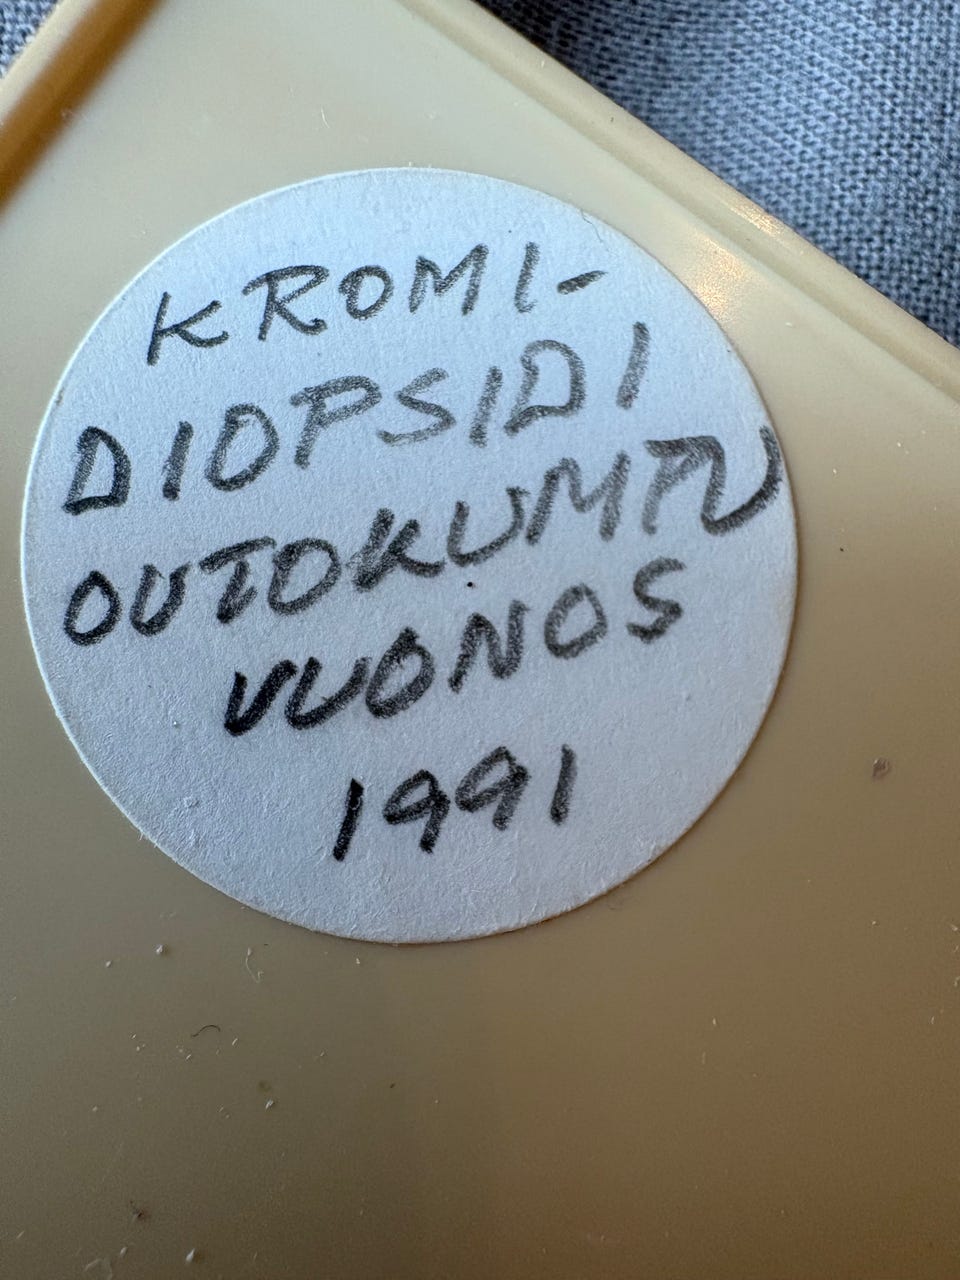 KROMI-
DIOPSIDI
OUTOKUMPU
VUONOS
1991